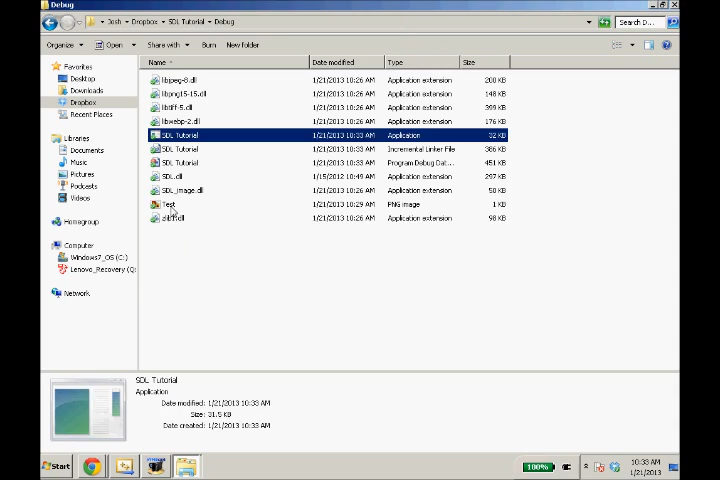 Debug
Josh Dropbox SDL Tutorial Debug Search D...
Organize Open Share with Burn New folder
Name Date modified Type Size
Favorites
Desktop
Downloads
Dropbox
Recent Places
Libraries
Documents
Music
Pictures
Podcasts
Videos
Homegroup
Computer
Windows7_OS (C:)
Lenovo_Recovery (Q:
Network
libjpeg-8.dll 1/21/2013 10:26 AM Application extension 200 KB
libpng15-15.dll 1/21/2013 10:26 AM Application extension 148 KB
libtiff-5.dll 1/21/2013 10:26 AM Application extension 399 KB
libwebp-2.dll 1/21/2013 10:26 AM Application extension 176 KB
SDL Tutorial 1/21/2013 10:33 AM Application 32 KB
SDL Tutorial 1/21/2013 10:33 AM Incremental Linker File 386 KB
SDL Tutorial 1/21/2013 10:33 AM Program Debug Dat... 451 KB
SDL.dll 1/15/2012 10:49 AM Application extension 297 KB
SDL_image.dll 1/21/2013 10:26 AM Application extension 50 KB
Test 1/21/2013 10:29 AM PNG image 1 KB
1/21/2013 10:26 AM Application extension 98 KB
SDL Tutorial
Application
Date modified: 1/21/2013 10:33 AM
Size: 31.5 KB
Date created: 1/21/2013 10:33 AM
Start 100% 10:33 AM
1/21/2013